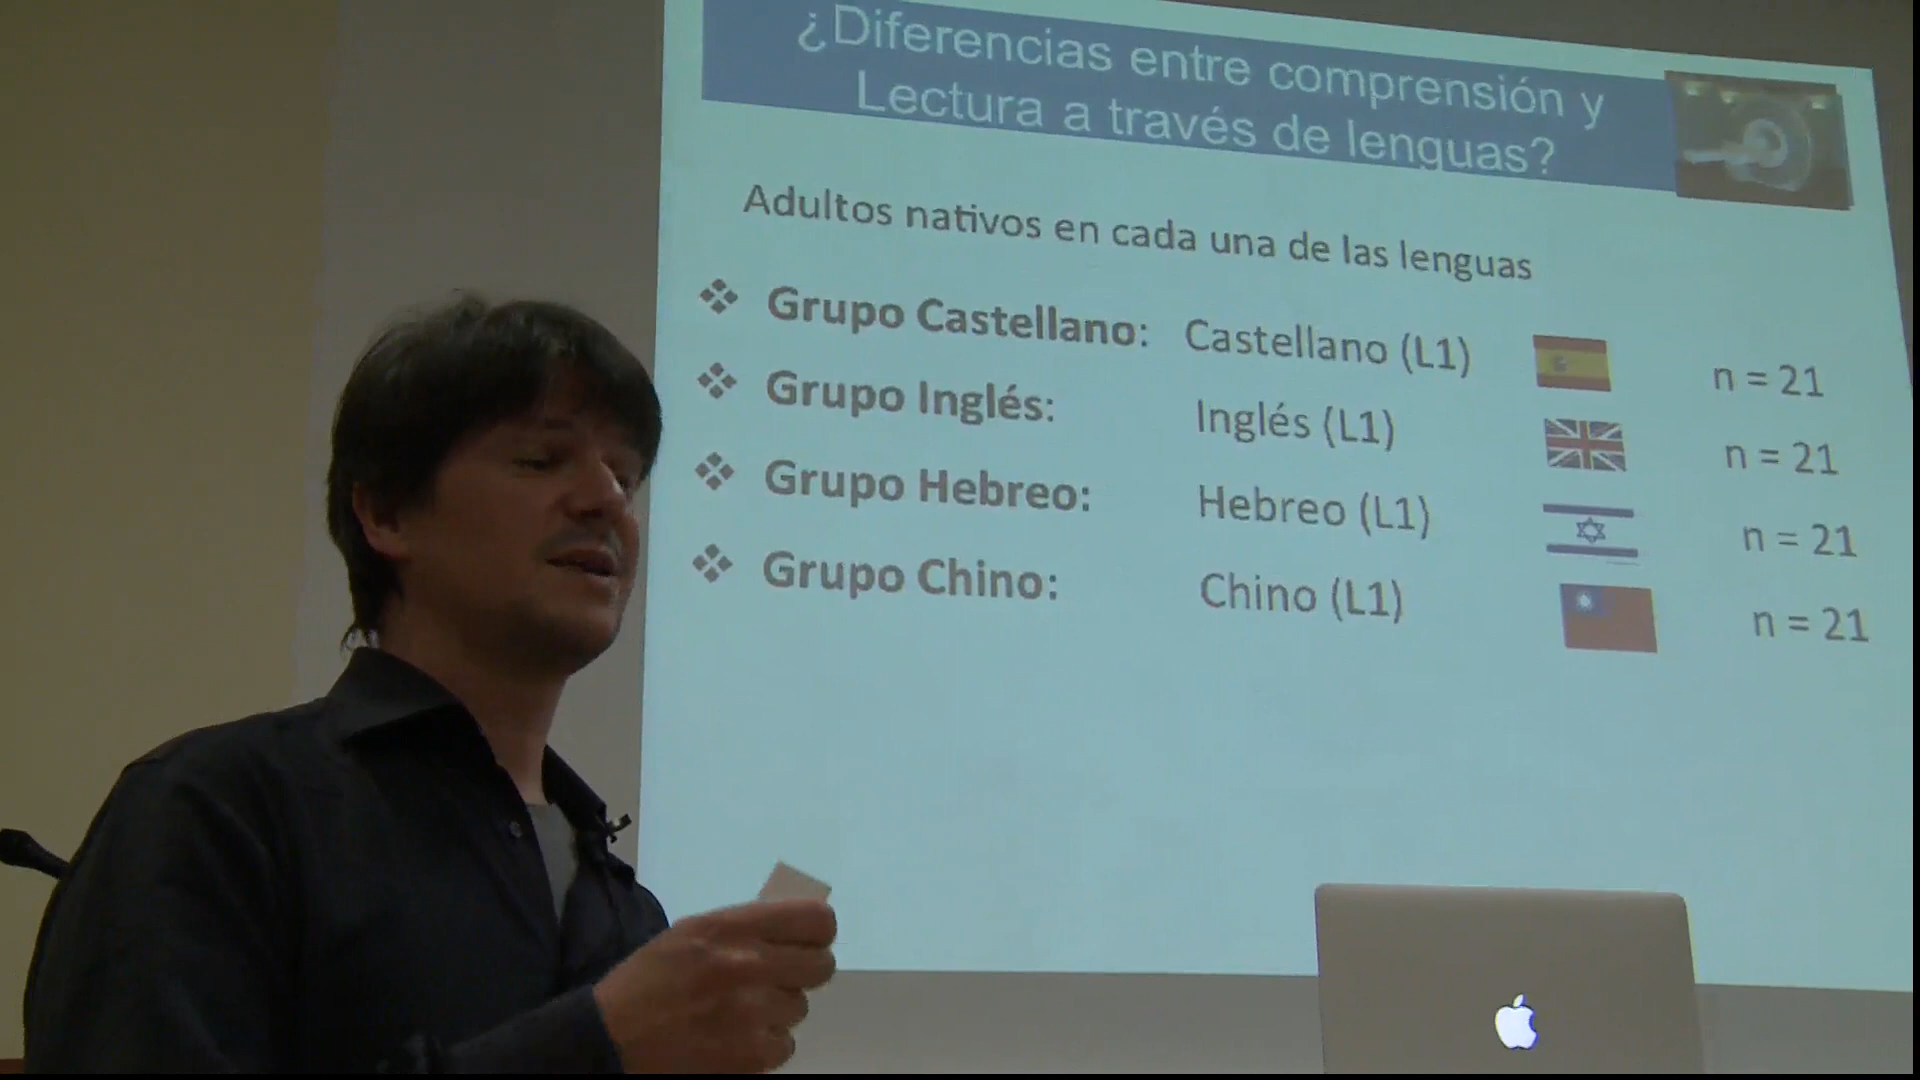 ¿Diferencias entre comprensión y
Lectura a través de lenguas?
Adultos nativos en cada una de las lenguas
❖ Grupo Castellano: Castellano (L1) n = 21
❖ Grupo Inglés: Inglés (L1) n = 21
❖ Grupo Hebreo: Hebreo (L1) n = 21
❖ Grupo Chino: Chino (L1) n = 21